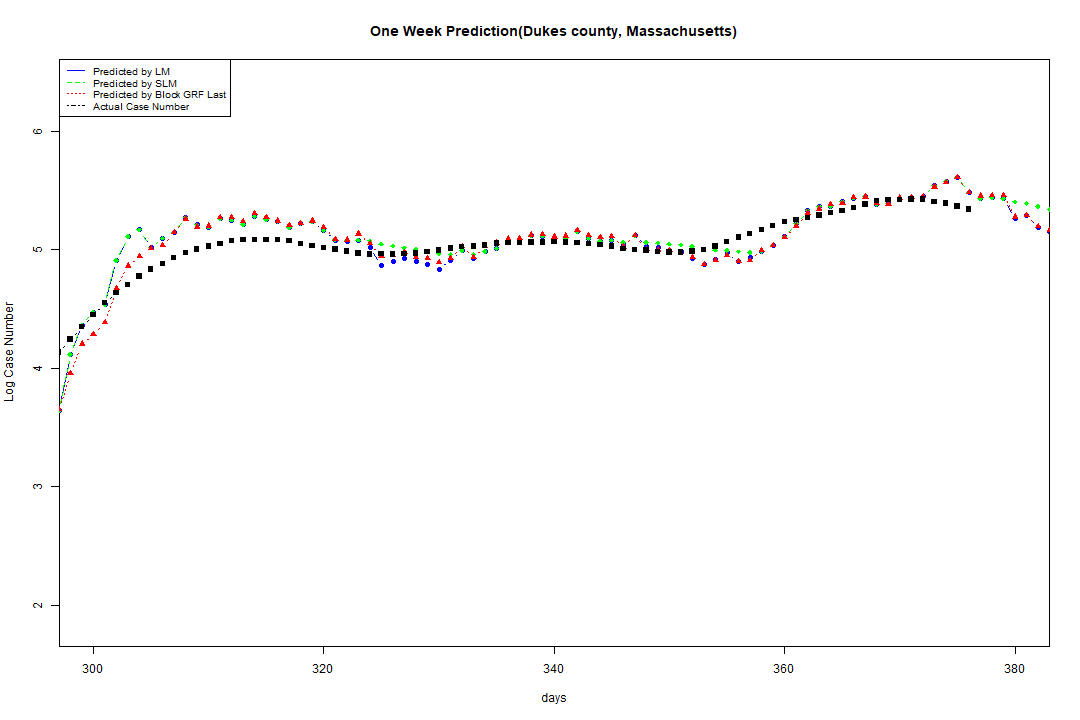 One Week Prediction(Dukes county, Massachusetts)
Predicted by LM
Predicted by SLM
Predicted by Block GRF Last
Actual Case Number
6
5
4
3
2
Log Case Number
300 320 340 360 380
days